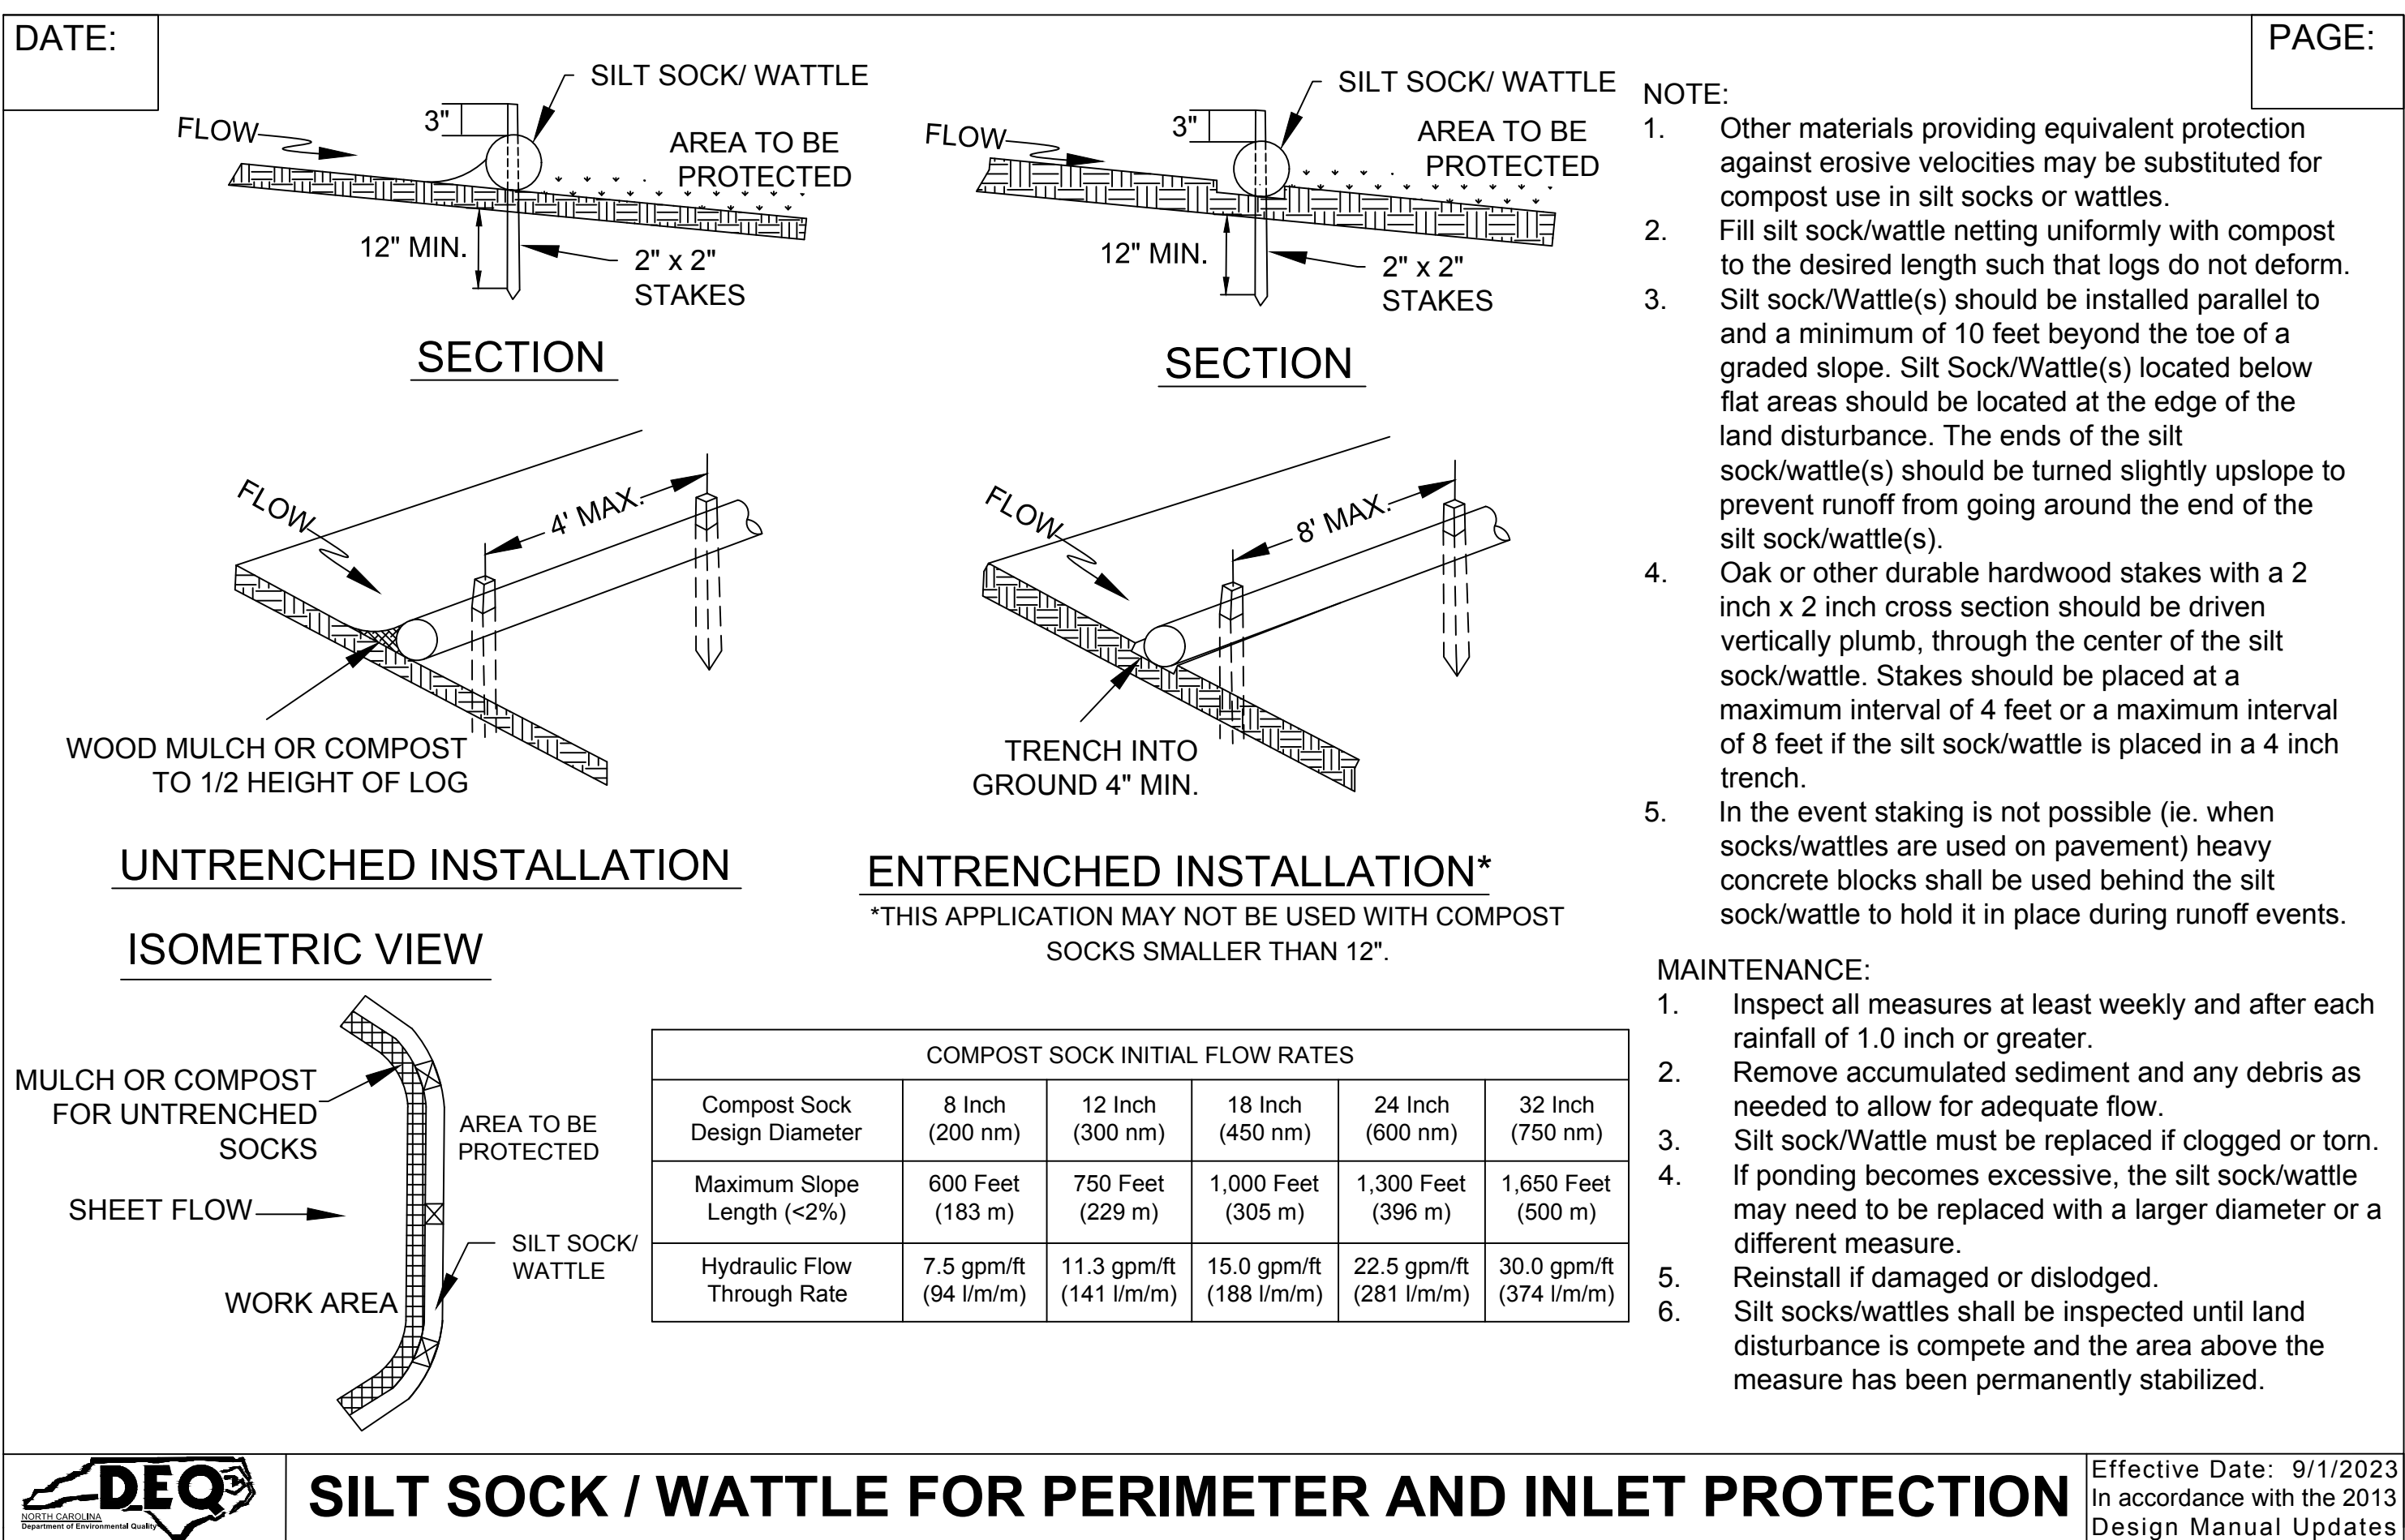 DATE:
PAGE:
SILT SOCK/ WATTLE
3"
FLOW
AREA TO BE
PROTECTED
12" MIN.
2" x 2"
STAKES
SECTION
SILT SOCK/ WATTLE
3"
FLOW
AREA TO BE
PROTECTED
12" MIN.
2" x 2"
STAKES
SECTION
FLOW
4' MAX.
WOOD MULCH OR COMPOST
TO 1/2 HEIGHT OF LOG
UNTRENCHED INSTALLATION
FLOW
8' MAX.
TRENCH INTO
GROUND 4" MIN.
ENTRENCHED INSTALLATION*
*THIS APPLICATION MAY NOT BE USED WITH COMPOST
SOCKS SMALLER THAN 12".
ISOMETRIC VIEW
MULCH OR COMPOST
FOR UNTRENCHED
SOCKS
AREA TO BE
PROTECTED
SHEET FLOW
SILT SOCK/
WATTLE
WORK AREA
COMPOST SOCK INITIAL FLOW RATES
Compost Sock
Design Diameter
8 Inch
(200 nm)
12 Inch
(300 nm)
18 Inch
(450 nm)
24 Inch
(600 nm)
32 Inch
(750 nm)
Maximum Slope
Length (<2%)
600 Feet
(183 m)
750 Feet
(229 m)
1,000 Feet
(305 m)
1,300 Feet
(396 m)
1,650 Feet
(500 m)
Hydraulic Flow
Through Rate
7.5 gpm/ft
(94 l/m/m)
11.3 gpm/ft
(141 l/m/m)
15.0 gpm/ft
(188 l/m/m)
22.5 gpm/ft
(281 l/m/m)
30.0 gpm/ft
(374 l/m/m)
NOTE:
1. Other materials providing equivalent protection
against erosive velocities may be substituted for
compost use in silt socks or wattles.
2. Fill silt sock/wattle netting uniformly with compost
to the desired length such that logs do not deform.
3. Silt sock/Wattle(s) should be installed parallel to
and a minimum of 10 feet beyond the toe of a
graded slope. Silt Sock/Wattle(s) located below
flat areas should be located at the edge of the
land disturbance. The ends of the silt
sock/wattle(s) should be turned slightly upslope to
prevent runoff from going around the end of the
silt sock/wattle(s).
4. Oak or other durable hardwood stakes with a 2
inch x 2 inch cross section should be driven
vertically plumb, through the center of the silt
sock/wattle. Stakes should be placed at a
maximum interval of 4 feet or a maximum interval
of 8 feet if the silt sock/wattle is placed in a 4 inch
trench.
5. In the event staking is not possible (ie. when
socks/wattles are used on pavement) heavy
concrete blocks shall be used behind the silt
sock/wattle to hold it in place during runoff events.
MAINTENANCE:
1. Inspect all measures at least weekly and after each
rainfall of 1.0 inch or greater.
2. Remove accumulated sediment and any debris as
needed to allow for adequate flow.
3. Silt sock/Wattle must be replaced if clogged or torn.
4. If ponding becomes excessive, the silt sock/wattle
may need to be replaced with a larger diameter or a
different measure.
5. Reinstall if damaged or dislodged.
6. Silt socks/wattles shall be inspected until land
disturbance is compete and the area above the
measure has been permanently stabilized.
DEQ
NORTH CAROLINA
Department of Environmental Quality
SILT SOCK / WATTLE FOR PERIMETER AND INLET PROTECTION
Effective Date: 9/1/2023
In accordance with the 2013
Design Manual Updates